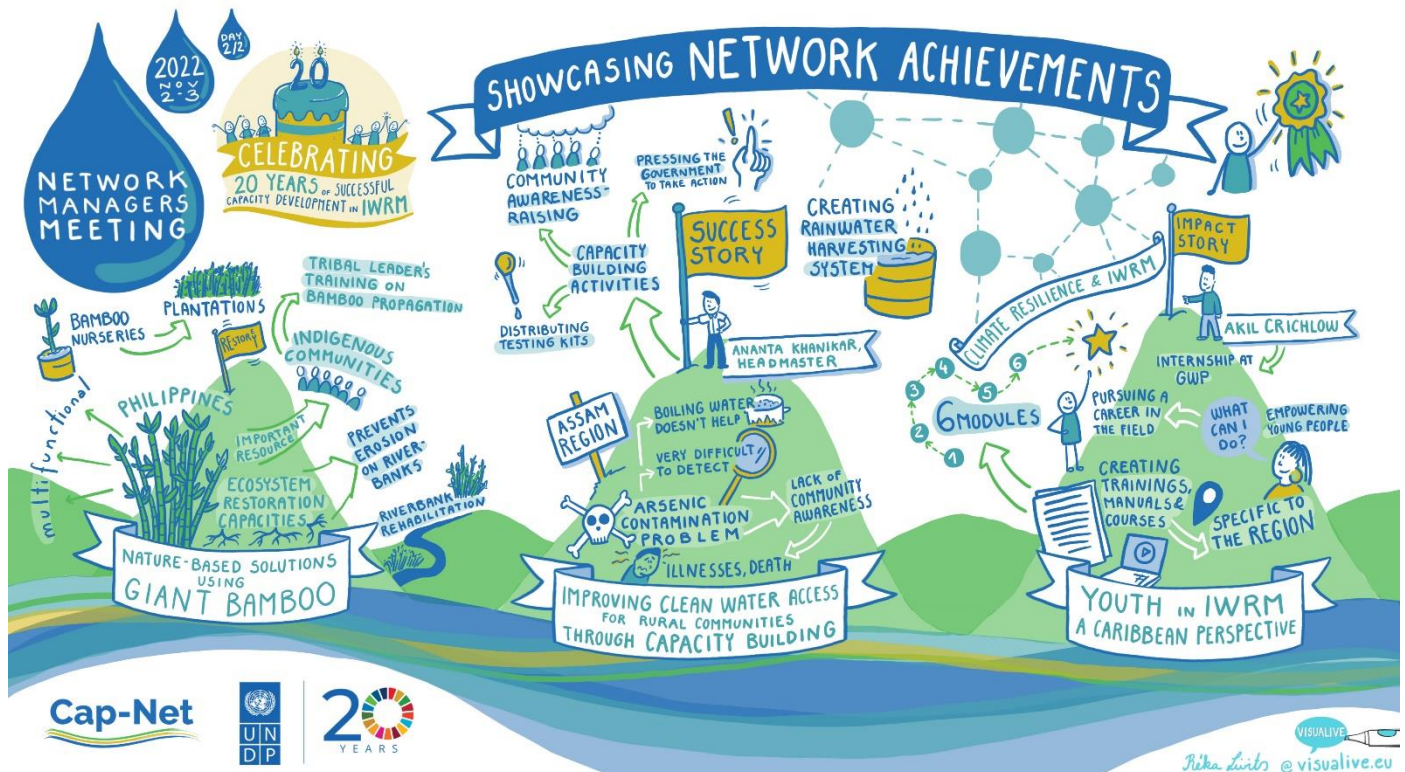 NETWORK
MANAGERS
MEETING
2022
NOV
2-3
DAY
2/2
20
CELEBRATING
20 YEARS OF SUCCESSFUL
CAPACITY DEVELOPMENT IN IWRM
SHOWCASING NETWORK ACHIEVEMENTS
BAMBOO
NURSERIES
PLANTATIONS
TRIBAL LEADER'S
TRAINING ON
BAMBOO PROPAGATION
RESTORE
INDIGENOUS
COMMUNITIES
PHILIPPINES
multifunctional
IMPORTANT
RESOURCE
PREVENTS
EROSION
ON RIVER-
BANKS
ECOSYSTEM
RESTORATION
CAPACITIES
RIVERBANK
REHABILITATION
NATURE-BASED SOLUTIONS
USING
GIANT BAMBOO
COMMUNITY
AWARENESS-
RAISING
PRESSING THE
GOVERNMENT
TO TAKE ACTION
CAPACITY
BUILDING
ACTIVITIES
DISTRIBUTING
TESTING KITS
SUCCESS
STORY
CREATING
RAINWATER
HARVESTING
SYSTEM
ANANTA KHANIKAR,
HEADMASTER
ASSAM
REGION
BOILING WATER
DOESN'T HELP
VERY DIFFICULT
TO DETECT
ARSENIC
CONTAMINATION
PROBLEM
LACK OF
COMMUNITY
AWARENESS
ILLNESSES, DEATH
IMPROVING CLEAN WATER ACCESS
FOR RURAL COMMUNITIES
THROUGH CAPACITY BUILDING
IMPACT
STORY
CLIMATE RESILIENCE & IWRM
AKIL CRICHLOW
INTERNSHIP AT
GWP
1
2
3
4
5
6
6 MODULES
PURSUING A
CAREER IN
THE FIELD
WHAT
CAN I
DO?
EMPOWERING
YOUNG PEOPLE
CREATING
TRAININGS,
MANUALS &
COURSES
SPECIFIC TO
THE REGION
YOUTH IN IWRM
A CARIBBEAN PERSPECTIVE
Cap-Net
UN
DP
20
YEARS
VISUALIVE
Réka Livits @ visualive.eu